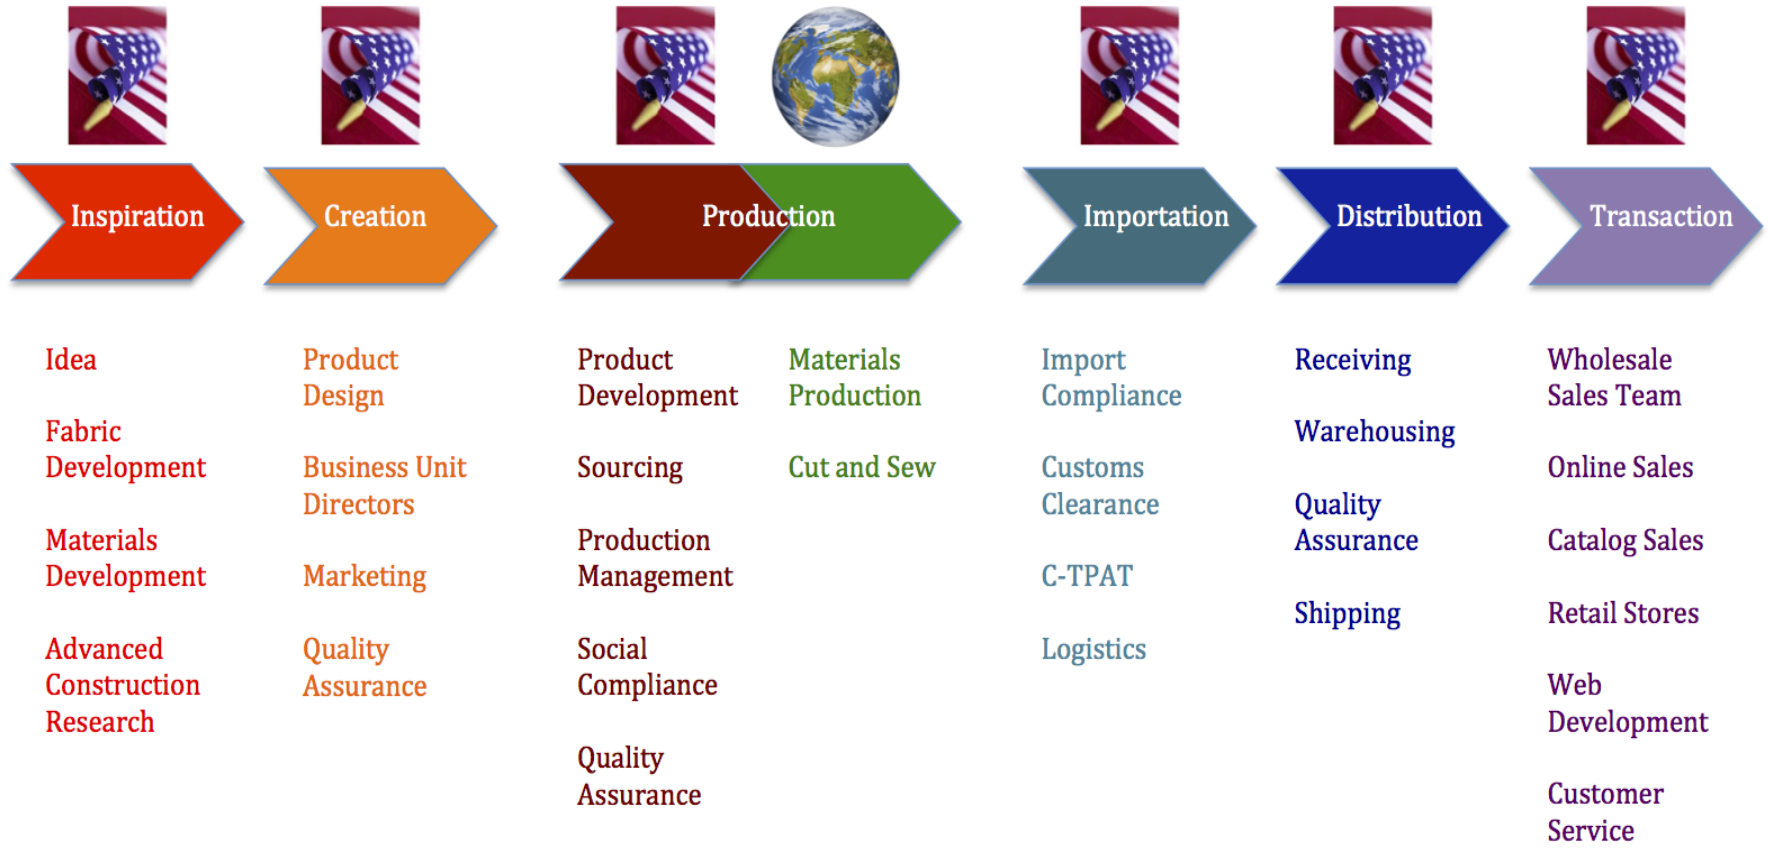 Inspiration
Creation
Production
Importation
Distribution
Transaction
Idea
Fabric
Development
Materials
Development
Advanced
Construction
Research
Product
Design
Business Unit
Directors
Marketing
Quality
Assurance
Product
Development
Sourcing
Production
Management
Social
Compliance
Quality
Assurance
Materials
Production
Cut and Sew
Import
Compliance
Customs
Clearance
C-TPAT
Logistics
Receiving
Warehousing
Quality
Assurance
Shipping
Wholesale
Sales Team
Online Sales
Catalog Sales
Retail Stores
Web
Development
Customer
Service